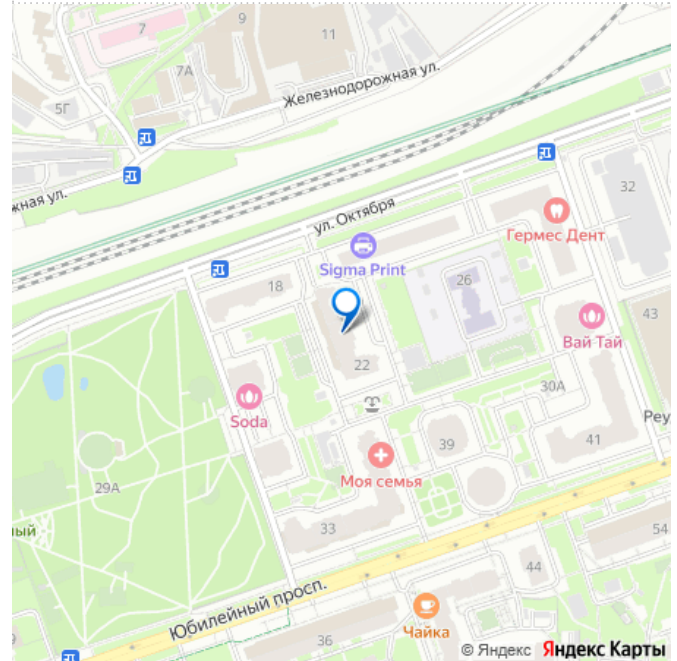 9
7
11
7А
Железнодорожная ул.
5Г
жная ул.
32
ул. Октября
Гермес Дент
Sigma Print
18
26
43
Вай Тай
22
30А
Soda
Реу
39
41
Моя семья
29А
33
ый
54
44
Юбилейный просп.
Чайка
36
9
© Яндекс Яндекс Карты